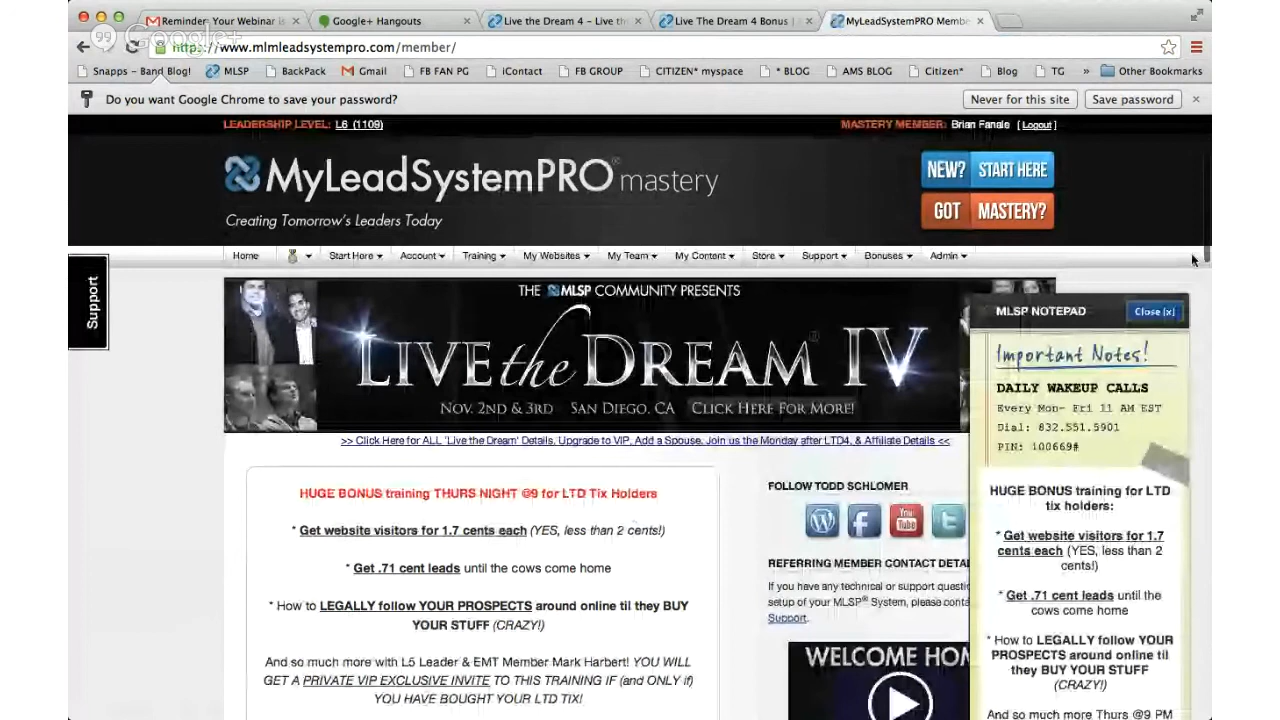 Reminder: Your Webinar is
Google+ Hangouts
Live the Dream 4 – Live the
Live The Dream 4 Bonus |
MyLeadSystemPRO Membe
Google+
https://www.mlmleadsystempro.com/member/
Snapps – Band Blog!
MLSP
BackPack
Gmail
FB FAN PG
iContact
FB GROUP
CITIZEN* myspace
* BLOG
AMS BLOG
Citizen*
Blog
TG
»
Other Bookmarks
Do you want Google Chrome to save your password?
Never for this site
Save password
LEADERSHIP LEVEL: L6 (1109)
MASTERY MEMBER: Brian Fanale [ Logout ]
MyLeadSystemPRO® mastery
Creating Tomorrow's Leaders Today
NEW? START HERE
GOT MASTERY?
Home
Start Here
Account
Training
My Websites
My Team
My Content
Store
Support
Bonuses
Admin
Support
THE MLSP COMMUNITY PRESENTS
LIVE the DREAM IV
NOV. 2ND & 3RD SAN DIEGO, CA CLICK HERE FOR MORE!
>> Click Here for ALL 'Live the Dream' Details, Upgrade to VIP, Add a Spouse, Join us the Monday after LTD4, & Affiliate Details <<
HUGE BONUS training THURS NIGHT @9 for LTD Tix Holders
* Get website visitors for 1.7 cents each (YES, less than 2 cents!)
* Get .71 cent leads until the cows come home
* How to LEGALLY follow YOUR PROSPECTS around online til they BUY
YOUR STUFF (CRAZY!)
And so much more with L5 Leader & EMT Member Mark Harbert! YOU WILL
GET A PRIVATE VIP EXCLUSIVE INVITE TO THIS TRAINING IF (and ONLY if)
YOU HAVE BOUGHT YOUR LTD TIX!
FOLLOW TODD SCHLOMER
You Tube
REFERRING MEMBER CONTACT DETAI
If you have any technical or support questic
setup of your MLSP® System, please conta
Support.
WELCOME HOM
MLSP NOTEPAD
Close [x]
Important Notes!
DAILY WAKEUP CALLS
Every Mon- Fri 11 AM EST
Dial: 832.551.5901
PIN: 100669#
HUGE BONUS training for LTD
tix holders:
* Get website visitors for 1.7
cents each (YES, less than 2
cents!)
* Get .71 cent leads until the
cows come home
* How to LEGALLY follow YOUR
PROSPECTS around online til
they BUY YOUR STUFF
(CRAZY!)
And so much more Thurs @9 PM